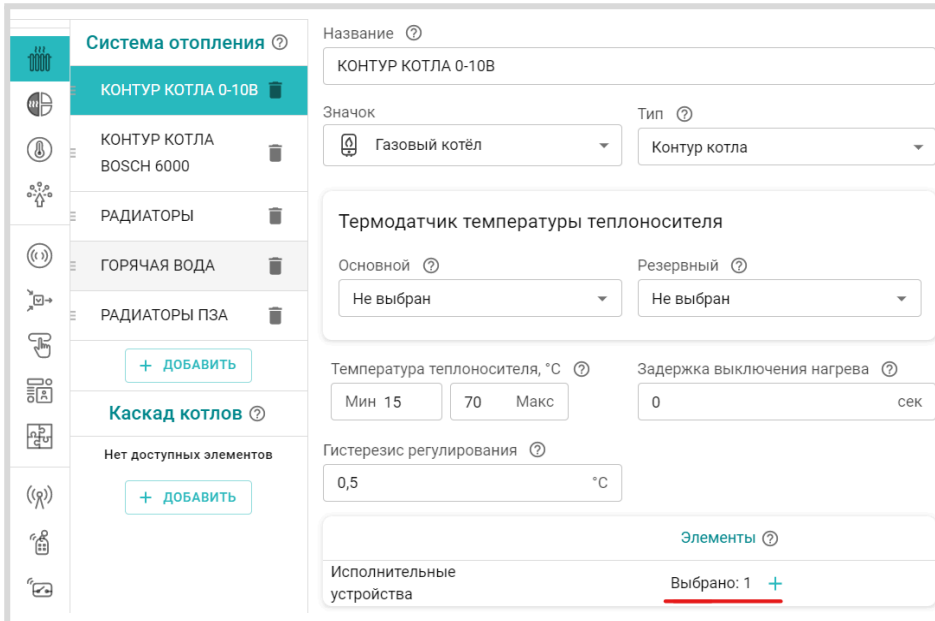 Система отопления
КОНТУР КОТЛА 0-10В
КОНТУР КОТЛА
BOSCH 6000
РАДИАТОРЫ
ГОРЯЧАЯ ВОДА
РАДИАТОРЫ ПЗА
+ ДОБАВИТЬ
Каскад котлов
Нет доступных элементов
+ ДОБАВИТЬ
Название
КОНТУР КОТЛА 0-10В
Значок
Газовый котёл
Тип
Контур котла
Термодатчик температуры теплоносителя
Основной
Не выбран
Резервный
Не выбран
Температура теплоносителя, °C
Мин 15
70 Макс
Задержка выключения нагрева
0 сек
Гистерезис регулирования
0,5 °C
Элементы
Исполнительные
устройства
Выбрано: 1 +